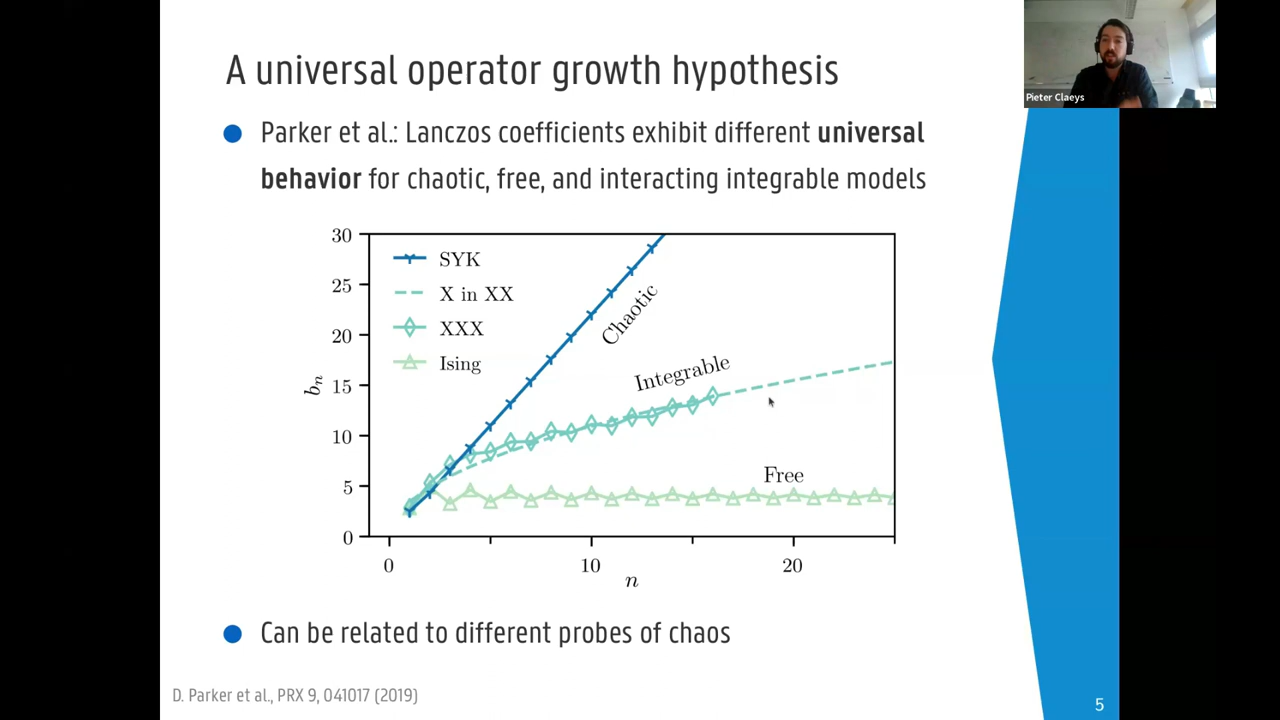 A universal operator growth hypothesis
Pieter Claeys
Parker et al.: Lanczos coefficients exhibit different universal
behavior for chaotic, free, and interacting integrable models
30
25
20
15
10
5
0
bn
SYK
X in XX
XXX
Ising
Chaotic
Integrable
Free
0 10 20
n
Can be related to different probes of chaos
D. Parker et al., PRX 9, 041017 (2019)
5